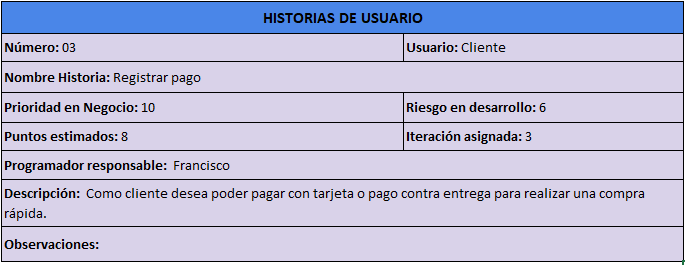 HISTORIAS DE USUARIO
Número: 03 Usuario: Cliente
Nombre Historia: Registrar pago
Prioridad en Negocio: 10 Riesgo en desarrollo: 6
Puntos estimados: 8 Iteración asignada: 3
Programador responsable: Francisco
Descripción: Como cliente desea poder pagar con tarjeta o pago contra entrega para realizar una compra
rápida.
Observaciones: